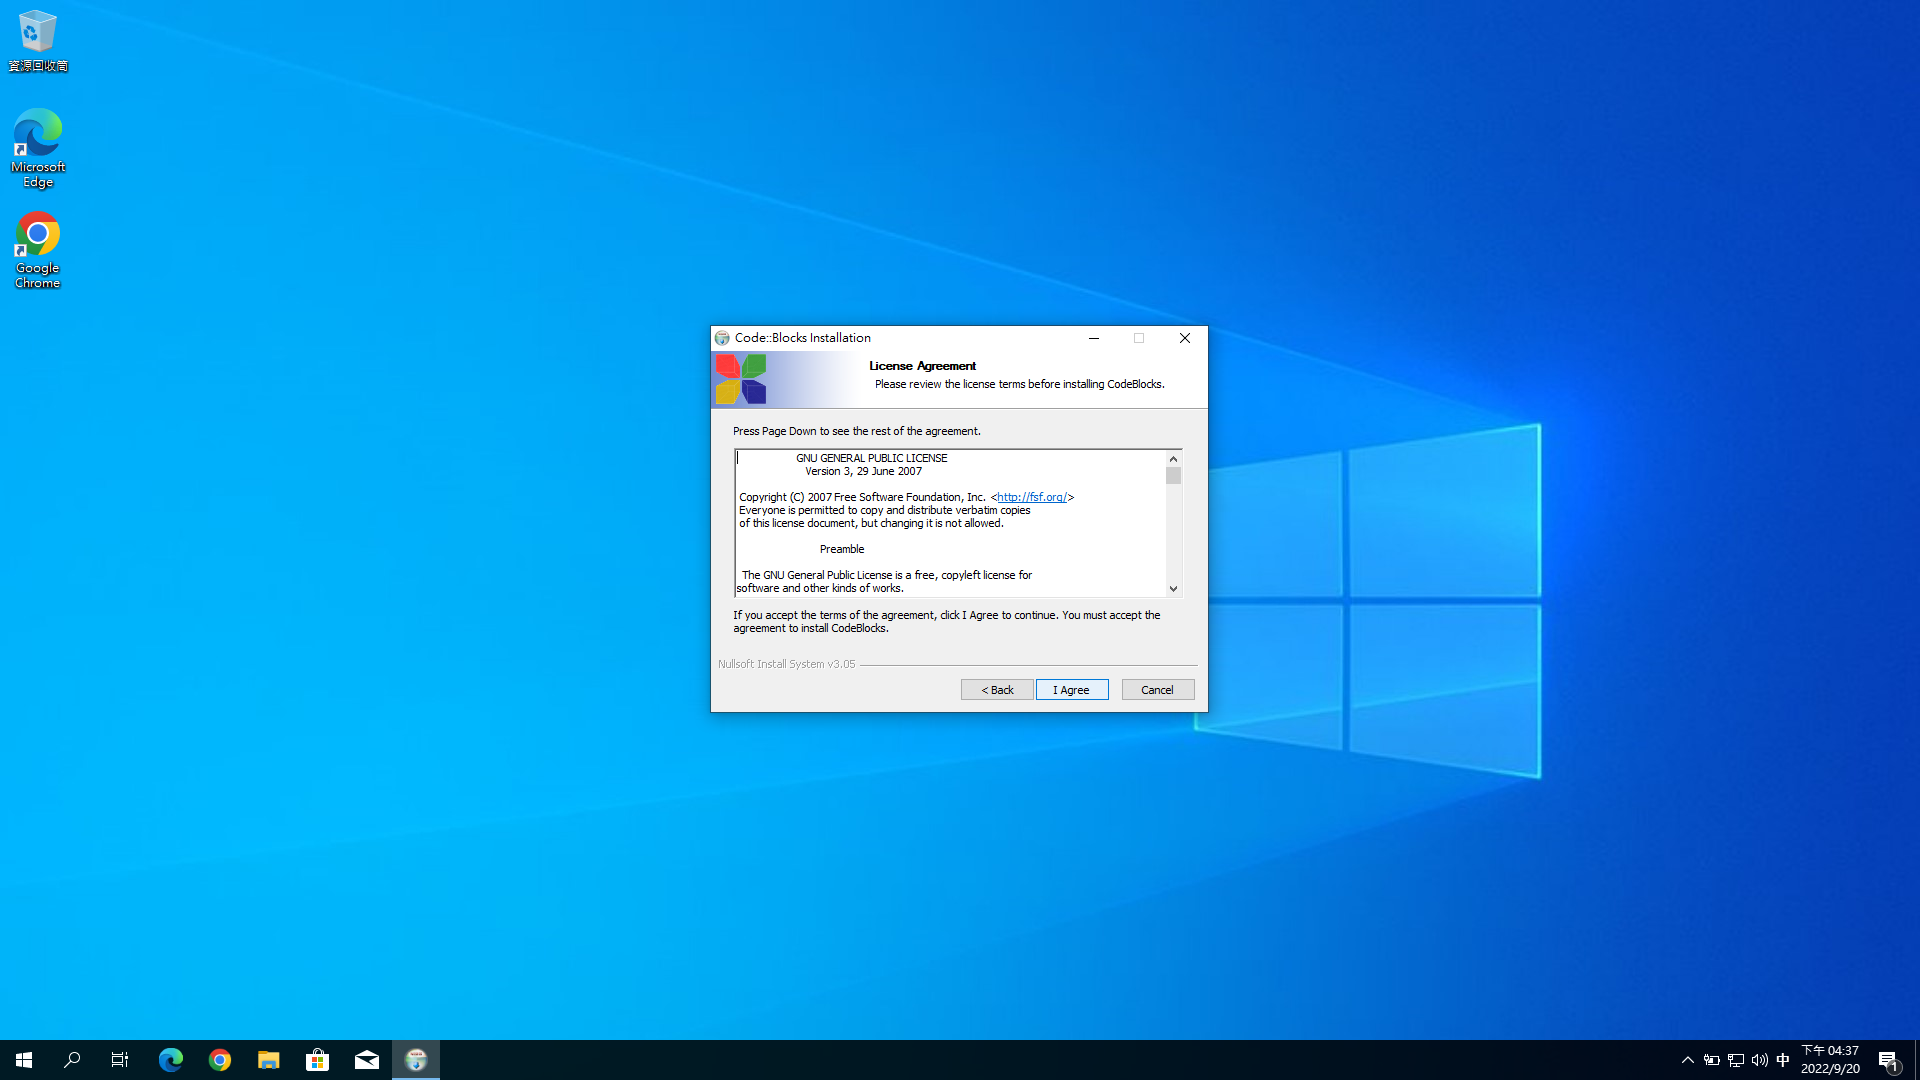 資源回收筒
Microsoft
Edge
Google
Chrome
Code::Blocks Installation
License Agreement
Please review the license terms before installing CodeBlocks.
Press Page Down to see the rest of the agreement.
GNU GENERAL PUBLIC LICENSE
Version 3, 29 June 2007
Copyright (C) 2007 Free Software Foundation, Inc. <http://fsf.org/>
Everyone is permitted to copy and distribute verbatim copies
of this license document, but changing it is not allowed.
Preamble
The GNU General Public License is a free, copyleft license for
software and other kinds of works.
If you accept the terms of the agreement, click I Agree to continue. You must accept the
agreement to install CodeBlocks.
Nullsoft Install System v3.05
< Back
I Agree
Cancel
中
下午 04:37
2022/9/20
1